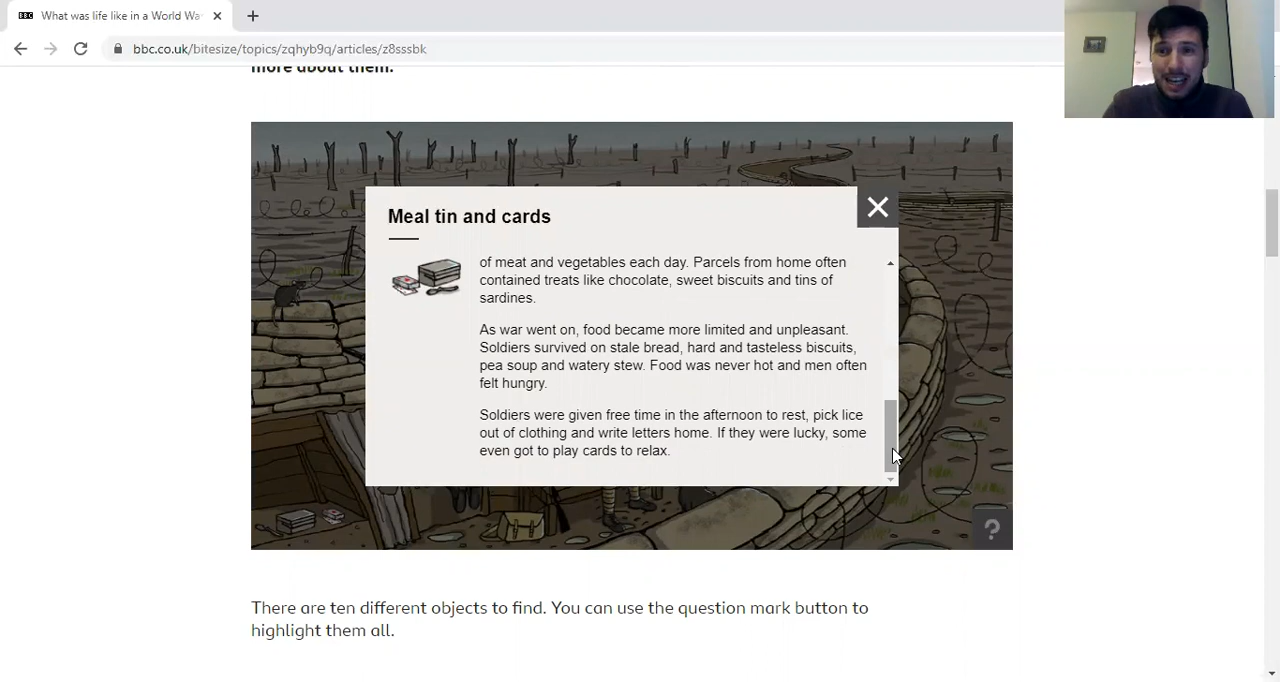 BBC What was life like in a World Wa
bbc.co.uk/bitesize/topics/zqhyb9q/articles/z8sssbk
more about them.
Meal tin and cards
of meat and vegetables each day. Parcels from home often
contained treats like chocolate, sweet biscuits and tins of
sardines.
As war went on, food became more limited and unpleasant.
Soldiers survived on stale bread, hard and tasteless biscuits,
pea soup and watery stew. Food was never hot and men often
felt hungry.
Soldiers were given free time in the afternoon to rest, pick lice
out of clothing and write letters home. If they were lucky, some
even got to play cards to relax.
?
There are ten different objects to find. You can use the question mark button to
highlight them all.